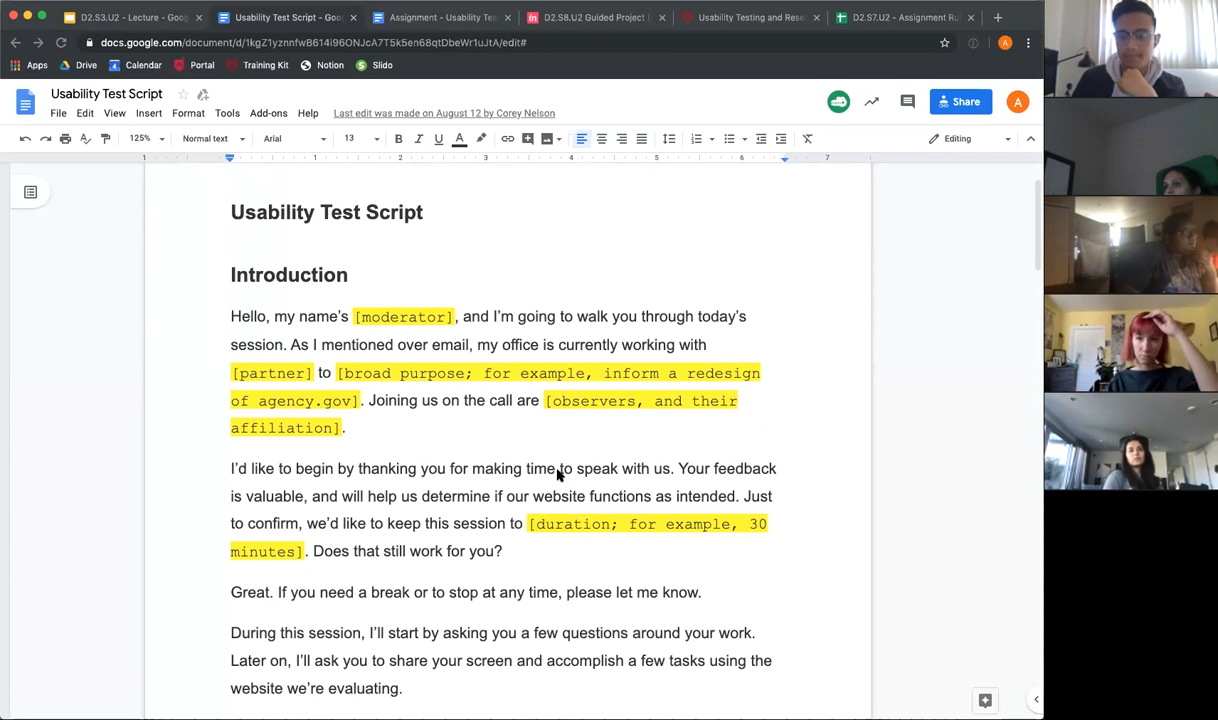 D2.S3.U2 - Lecture - Goo
Usability Test Script - Goo
Assignment - Usability Tes
D2.S8.U2 Guided Project |
Usability Testing and Rese
D2.S7.U2 - Assignment Ru
docs.google.com/document/d/1kgZ1yznnfwB614i96ONJcA7T5k5en68qtDbeWr1uJtA/edit#
A
Apps Drive Calendar Portal Training Kit Notion Slido
Usability Test Script
File Edit View Insert Format Tools Add-ons Help Last edit was made on August 12 by Corey Nelson
Share
A
125% Normal text Arial 13 B I U A Editing
1 1 2 3 4 5 6 7
Usability Test Script
Introduction
Hello, my name’s [moderator], and I’m going to walk you through today’s
session. As I mentioned over email, my office is currently working with
[partner] to [broad purpose; for example, inform a redesign
of agency.gov]. Joining us on the call are [observers, and their
affiliation].
I’d like to begin by thanking you for making time to speak with us. Your feedback
is valuable, and will help us determine if our website functions as intended. Just
to confirm, we’d like to keep this session to [duration; for example, 30
minutes]. Does that still work for you?
Great. If you need a break or to stop at any time, please let me know.
During this session, I’ll start by asking you a few questions around your work.
Later on, I’ll ask you to share your screen and accomplish a few tasks using the
website we’re evaluating.